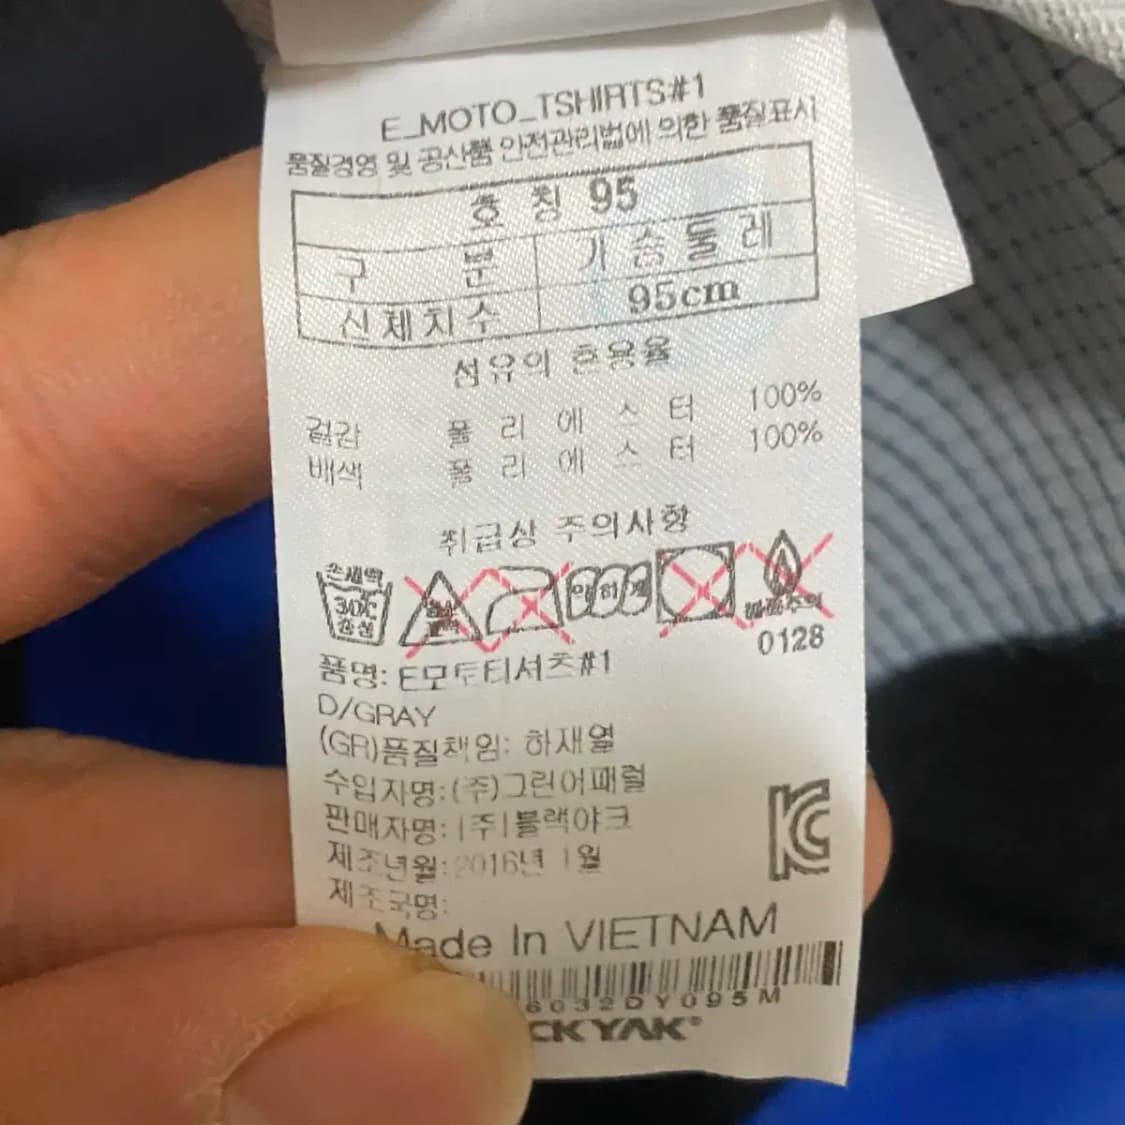 E_MOTO_TSHIRTS#1
품질경영 및 공산품 안전관리법에 의한 품질표시
호 칭 95
구 분 가슴둘레
신체치수 95cm
섬유의 혼용율
겉감 폴리에스터 100%
배색 폴리에스터 100%
취급상 주의사항
손세탁
30℃
중성
약하게
0128
품명: E모토티셔츠#1
D/GRAY
(GR)품질책임: 하재열
수입자명:(주)그린어패럴
판매자명:(주)블랙야크
제조년월:2016년 1월
제조국명:
Made In VIETNAM
6032DY095M
CKYAK